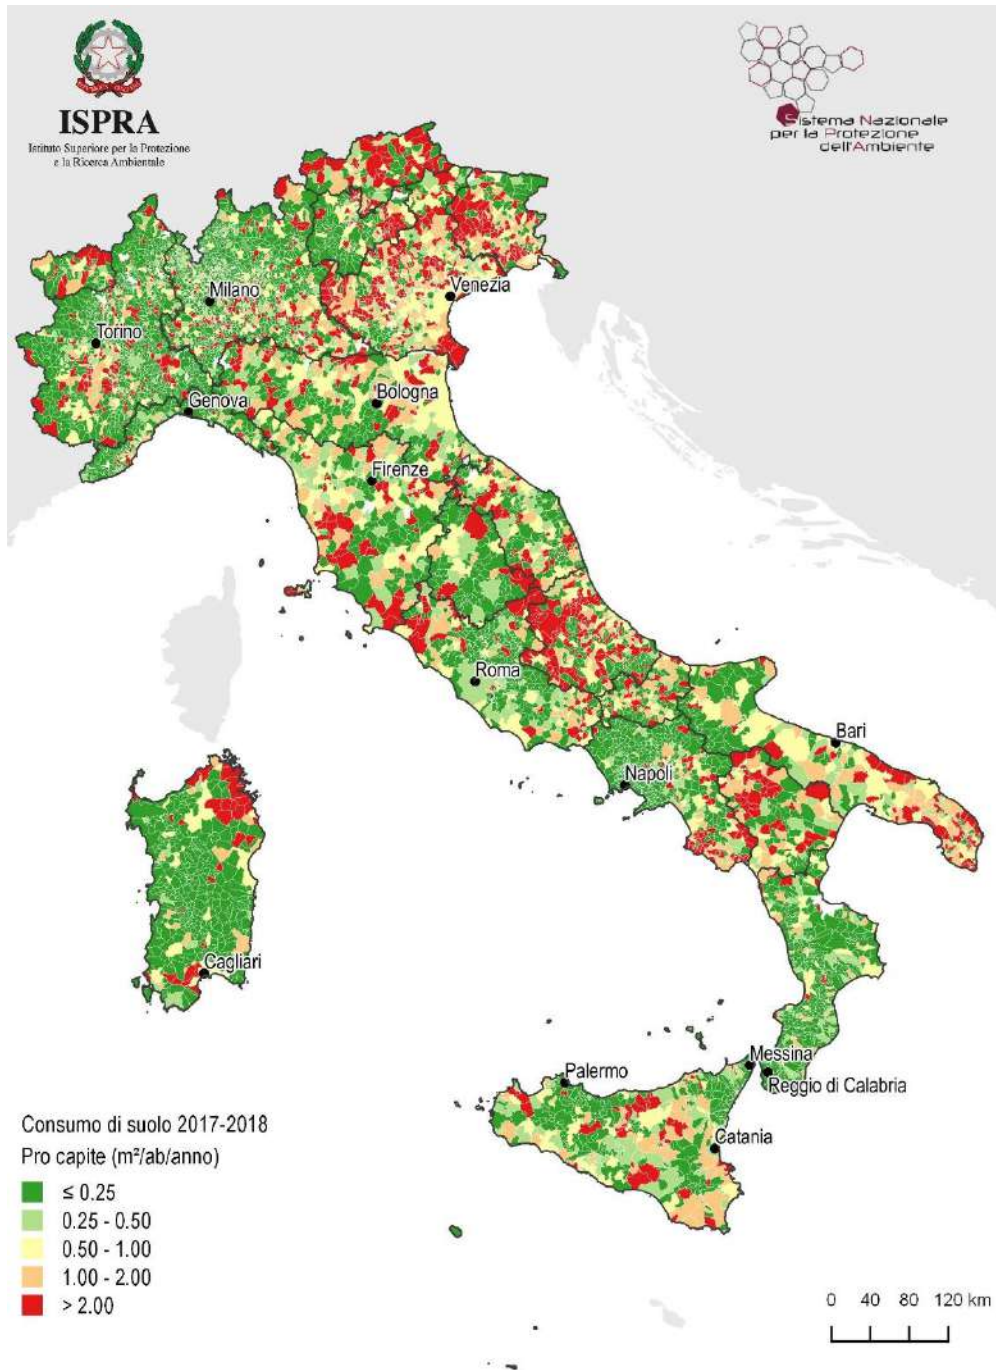 ISPRA
Istituto Superiore per la Protezione
e la Ricerca Ambientale
Sistema Nazionale
per la Protezione
dell'Ambiente
Milano
Venezia
Torino
Genova
Bologna
Firenze
Roma
Bari
Napoli
Cagliari
Messina
Palermo
Reggio di Calabria
Catania
Consumo di suolo 2017-2018
Pro capite (m²/ab/anno)
≤ 0.25
0.25 - 0.50
0.50 - 1.00
1.00 - 2.00
> 2.00
0 40 80 120 km